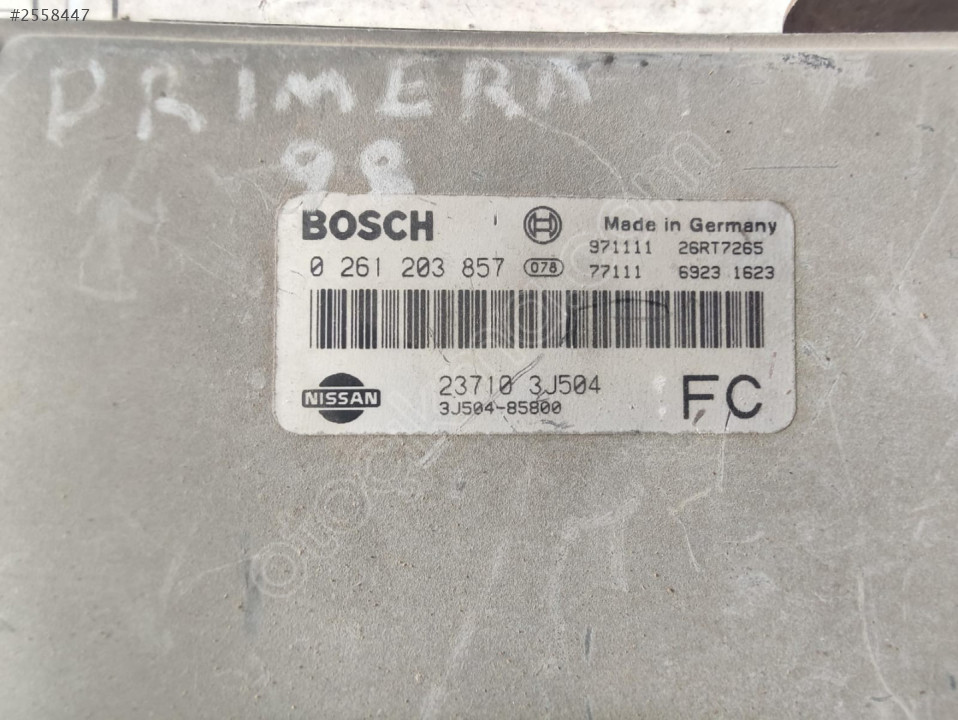 #2558447
PRIMERA
98
BOSCH
Made in Germany
971111 26RT7265
0 261 203 857 078 77111 6923 1623
NISSAN
23710 3J504
3J504-85800
FC